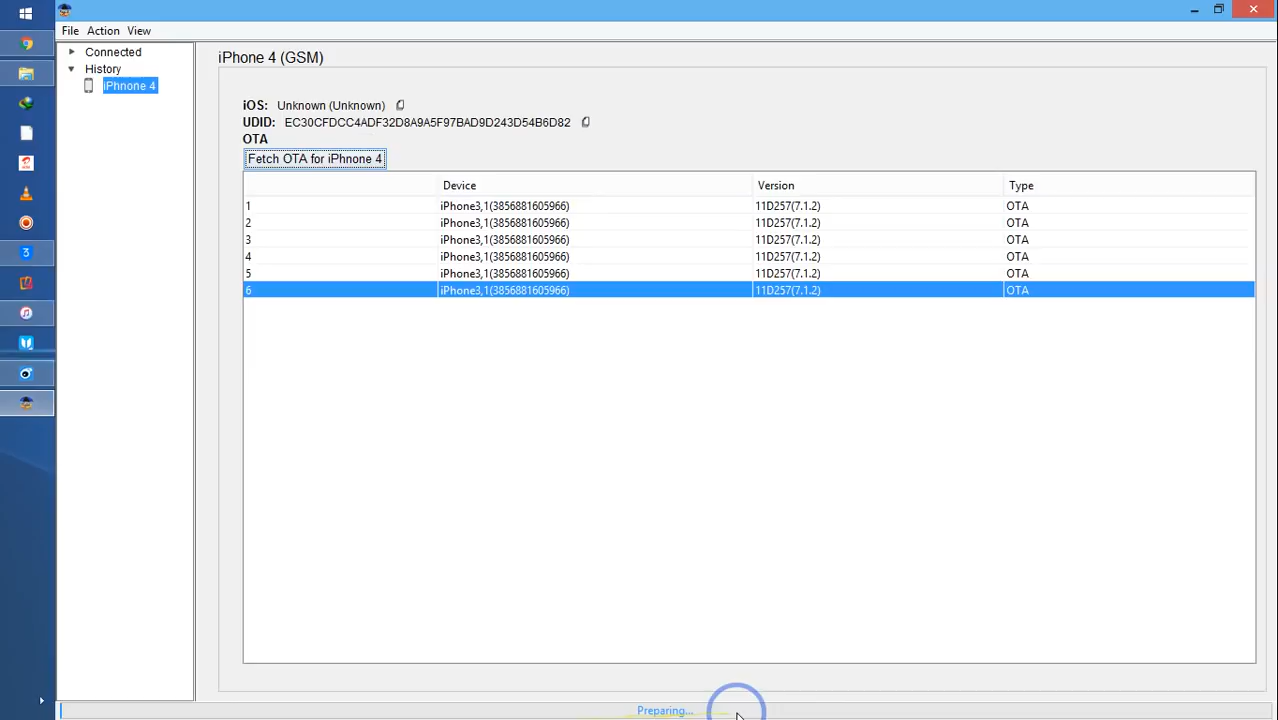 File Action View
Connected
History
iPhnone 4
iPhone 4 (GSM)
iOS: Unknown (Unknown)
UDID: EC30CFDCC4ADF32D8A9A5F97BAD9D243D54B6D82
OTA
Fetch OTA for iPhnone 4
Device Version Type
1 iPhone3,1(3856881605966) 11D257(7.1.2) OTA
2 iPhone3,1(3856881605966) 11D257(7.1.2) OTA
3 iPhone3,1(3856881605966) 11D257(7.1.2) OTA
4 iPhone3,1(3856881605966) 11D257(7.1.2) OTA
5 iPhone3,1(3856881605966) 11D257(7.1.2) OTA
6 iPhone3,1(3856881605966) 11D257(7.1.2) OTA
Preparing...